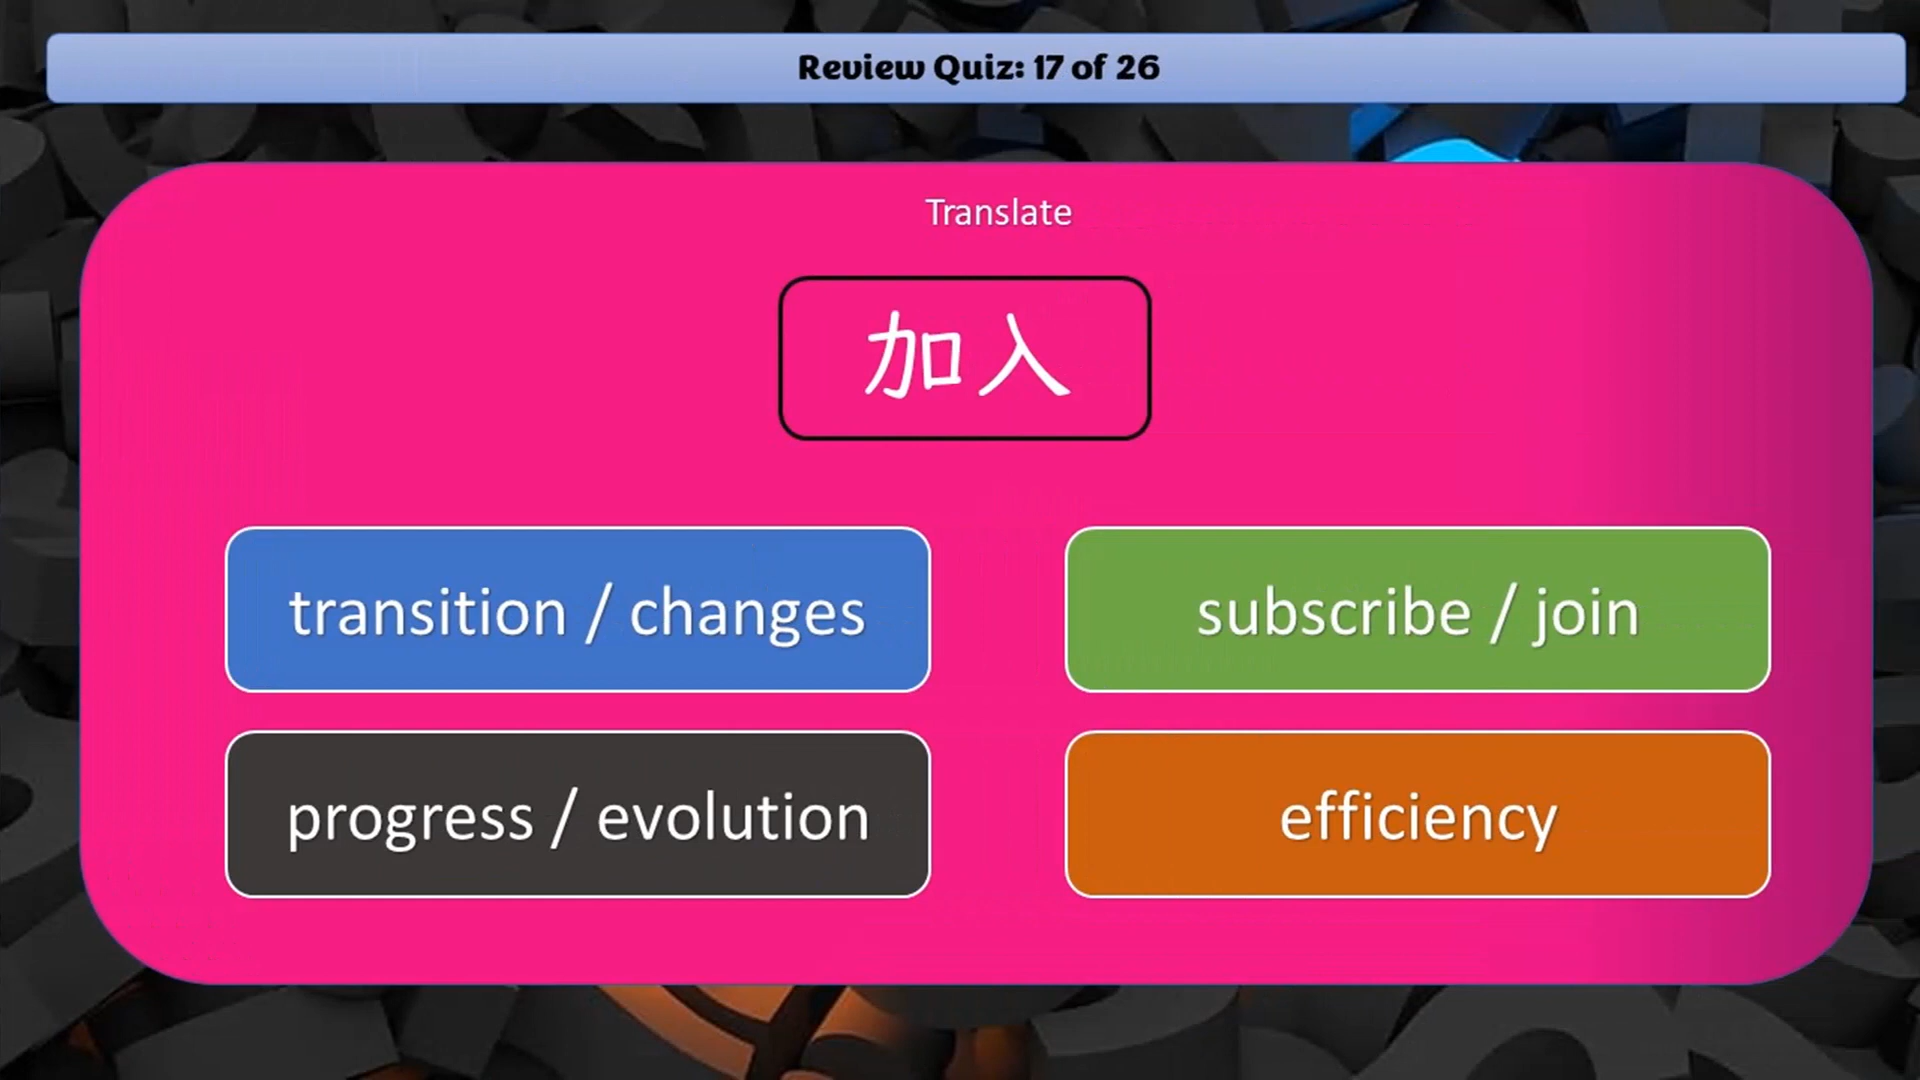 Review Quiz: 17 of 26
Translate
加入
transition / changes
subscribe / join
progress / evolution
efficiency